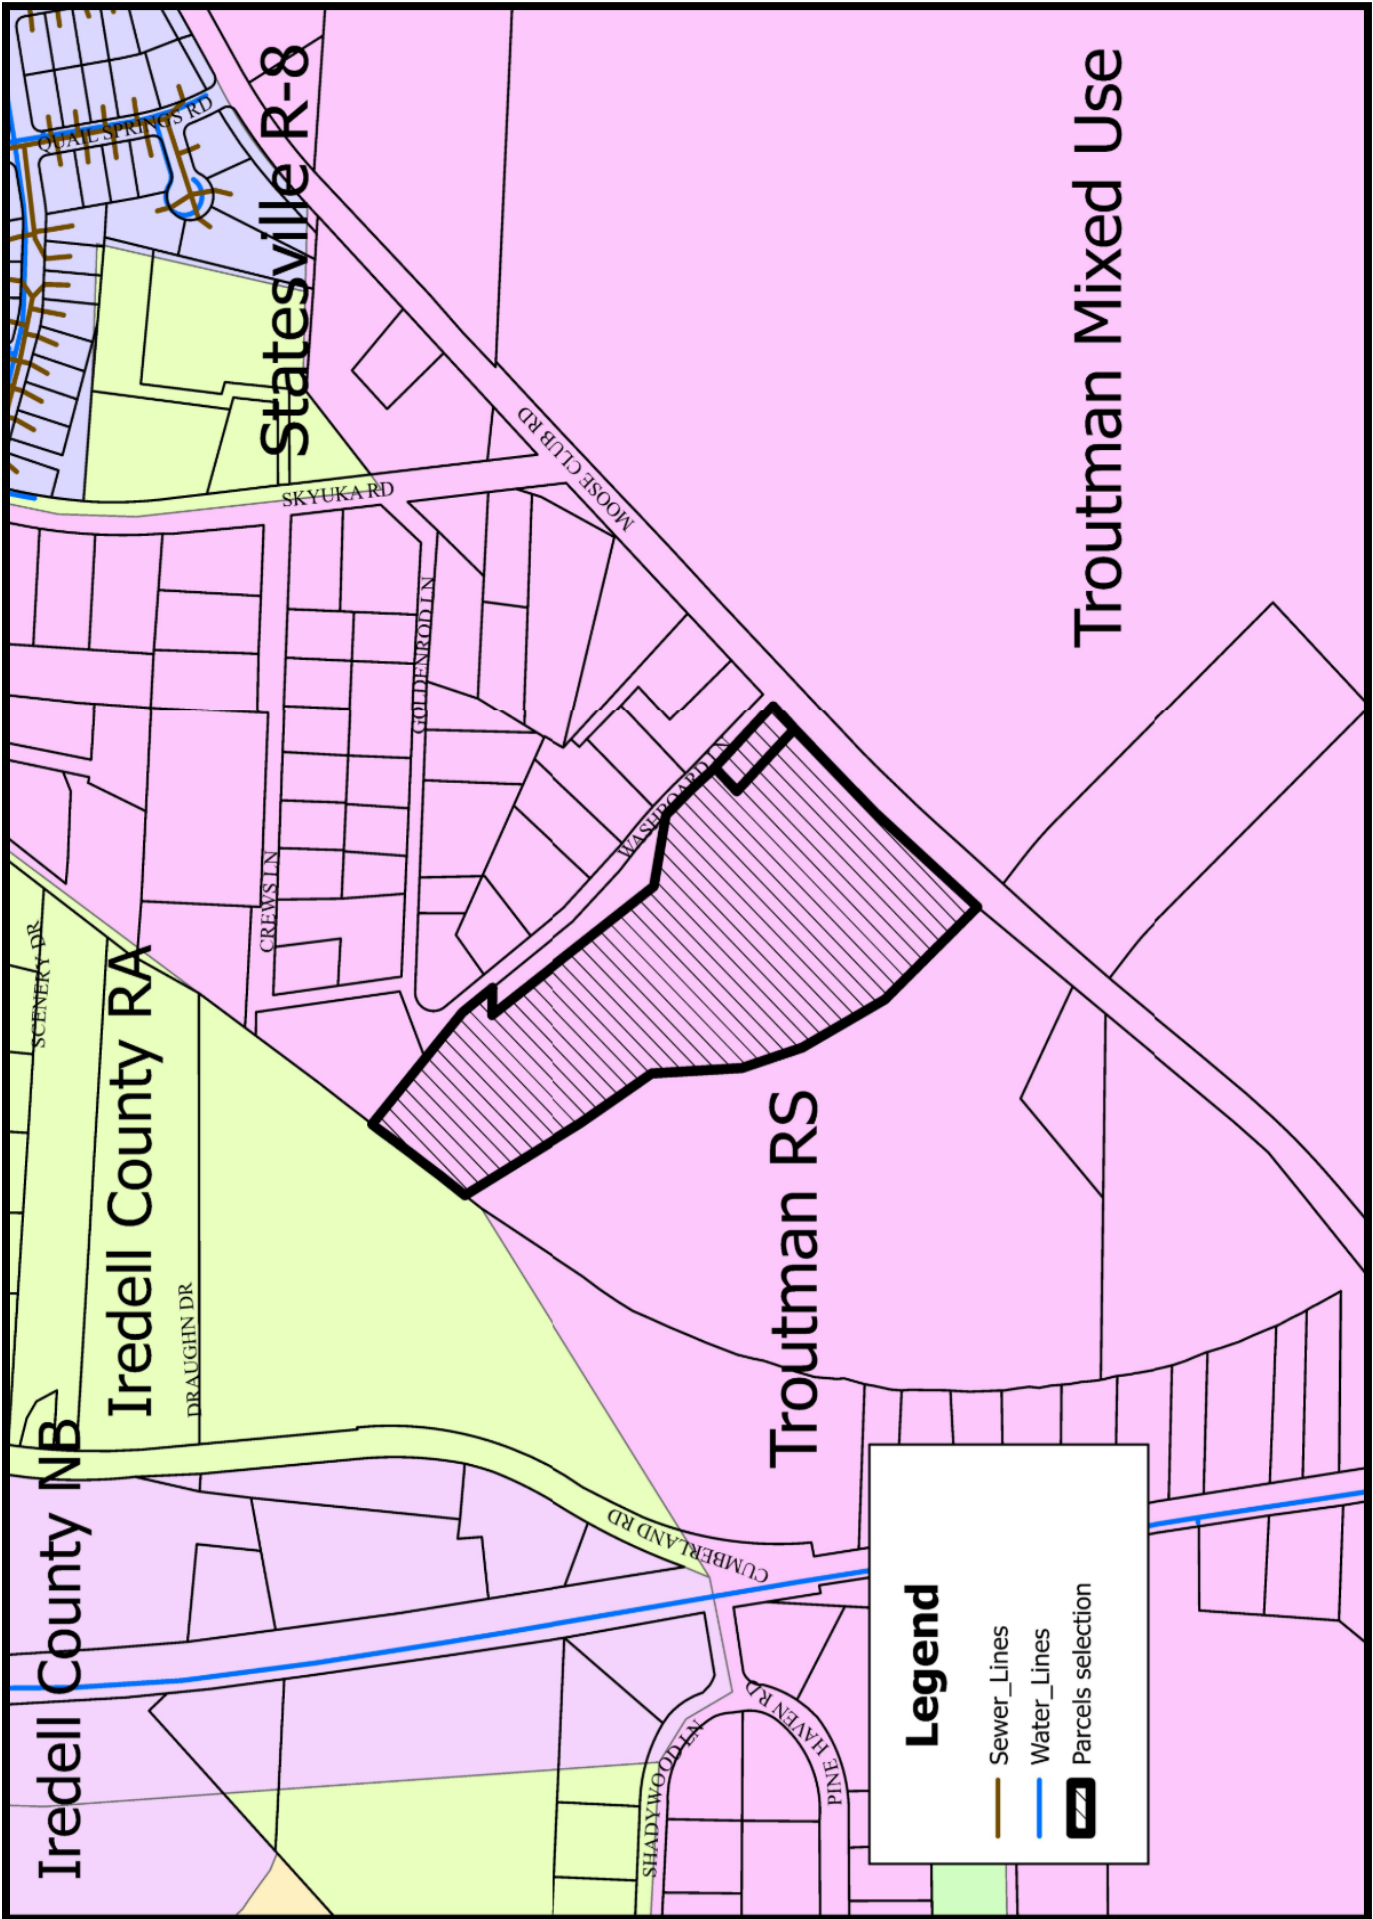 Iredell County NB
Iredell County RA
Statesville R-8
Troutman RS
Troutman Mixed Use
QUAIL SPRINGS RD
SKYUKA RD
MOOSE CLUB RD
GOLDENROD LN
WASHBOARD LN
CREWS LN
SCENERY DR
DRAUGHN DR
CUMBERLAND RD
SHADYWOOD LN
PINE HAVEN RD
Legend
Sewer_Lines
Water_Lines
Parcels selection